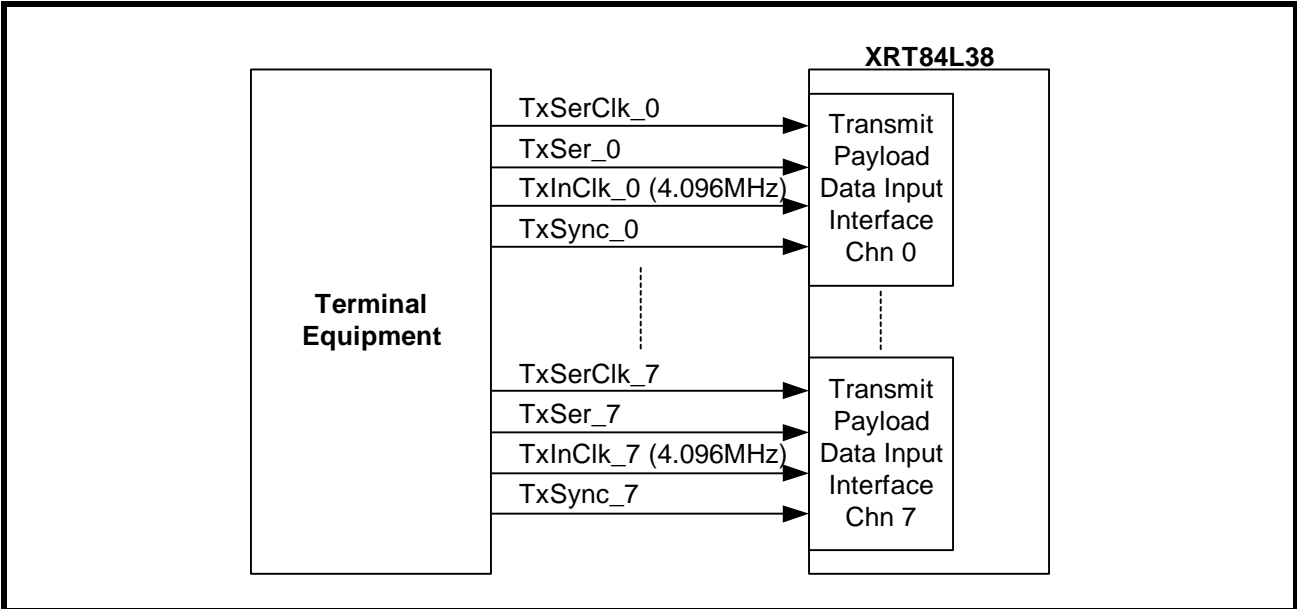 XRT84L38
TxSerClk_0
TxSer_0
TxInClk_0 (4.096MHz)
TxSync_0
Transmit
Payload
Data Input
Interface
Chn 0
Terminal
Equipment
TxSerClk_7
TxSer_7
TxInClk_7 (4.096MHz)
TxSync_7
Transmit
Payload
Data Input
Interface
Chn 7